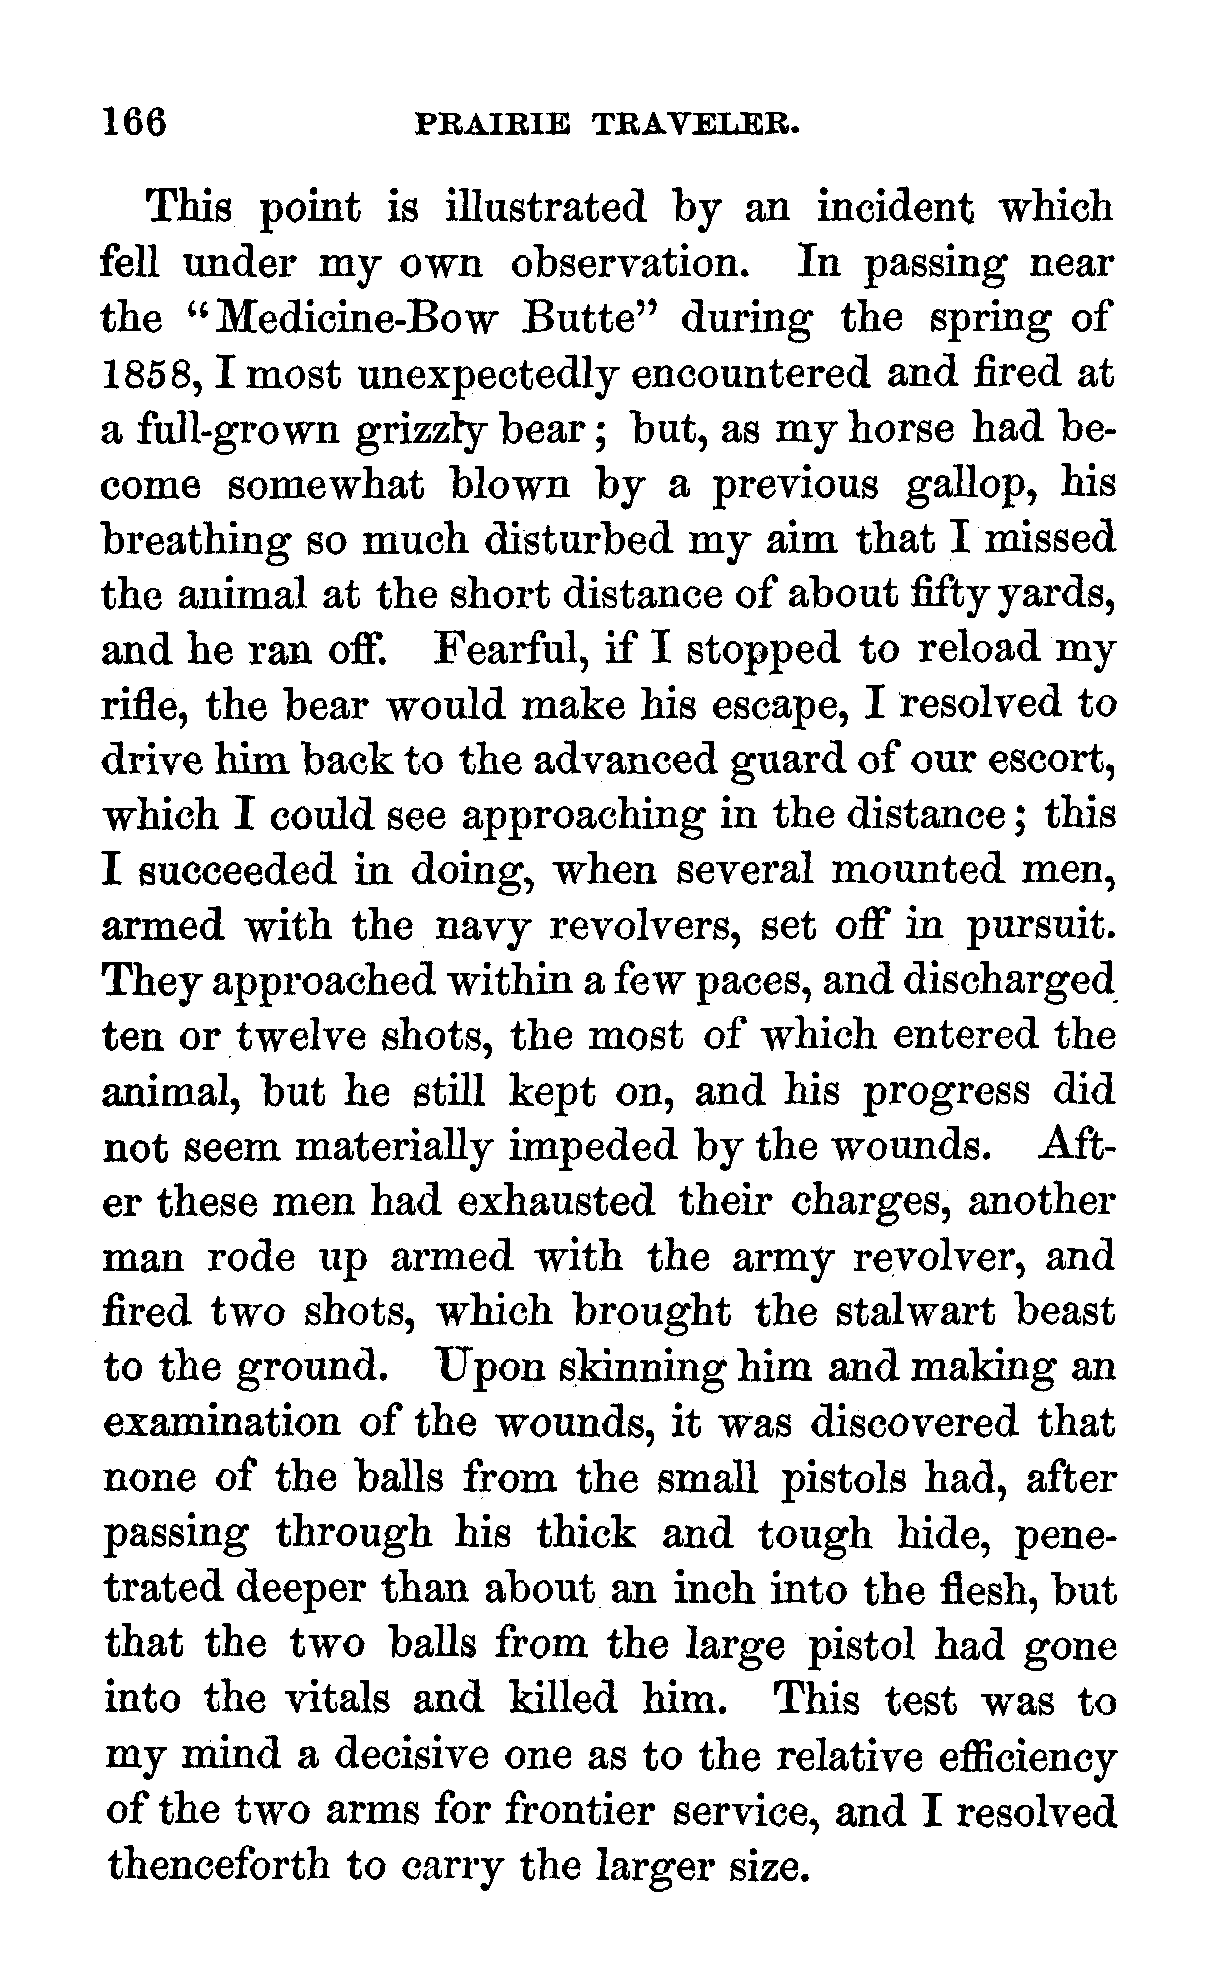 166 PRAIRIE TRAVELER.
This point is illustrated by an incident which
fell under my own observation. In passing near
the “Medicine-Bow Butte” during the spring of
1858, I most unexpectedly encountered and fired at
a full-grown grizzly bear; but, as my horse had be-
come somewhat blown by a previous gallop, his
breathing so much disturbed my aim that I missed
the animal at the short distance of about fifty yards,
and he ran off. Fearful, if I stopped to reload my
rifle, the bear would make his escape, I resolved to
drive him back to the advanced guard of our escort,
which I could see approaching in the distance; this
I succeeded in doing, when several mounted men,
armed with the navy revolvers, set off in pursuit.
They approached within a few paces, and discharged
ten or twelve shots, the most of which entered the
animal, but he still kept on, and his progress did
not seem materially impeded by the wounds. Aft-
er these men had exhausted their charges, another
man rode up armed with the army revolver, and
fired two shots, which brought the stalwart beast
to the ground. Upon skinning him and making an
examination of the wounds, it was discovered that
none of the balls from the small pistols had, after
passing through his thick and tough hide, pene-
trated deeper than about an inch into the flesh, but
that the two balls from the large pistol had gone
into the vitals and killed him. This test was to
my mind a decisive one as to the relative efficiency
of the two arms for frontier service, and I resolved
thenceforth to carry the larger size.